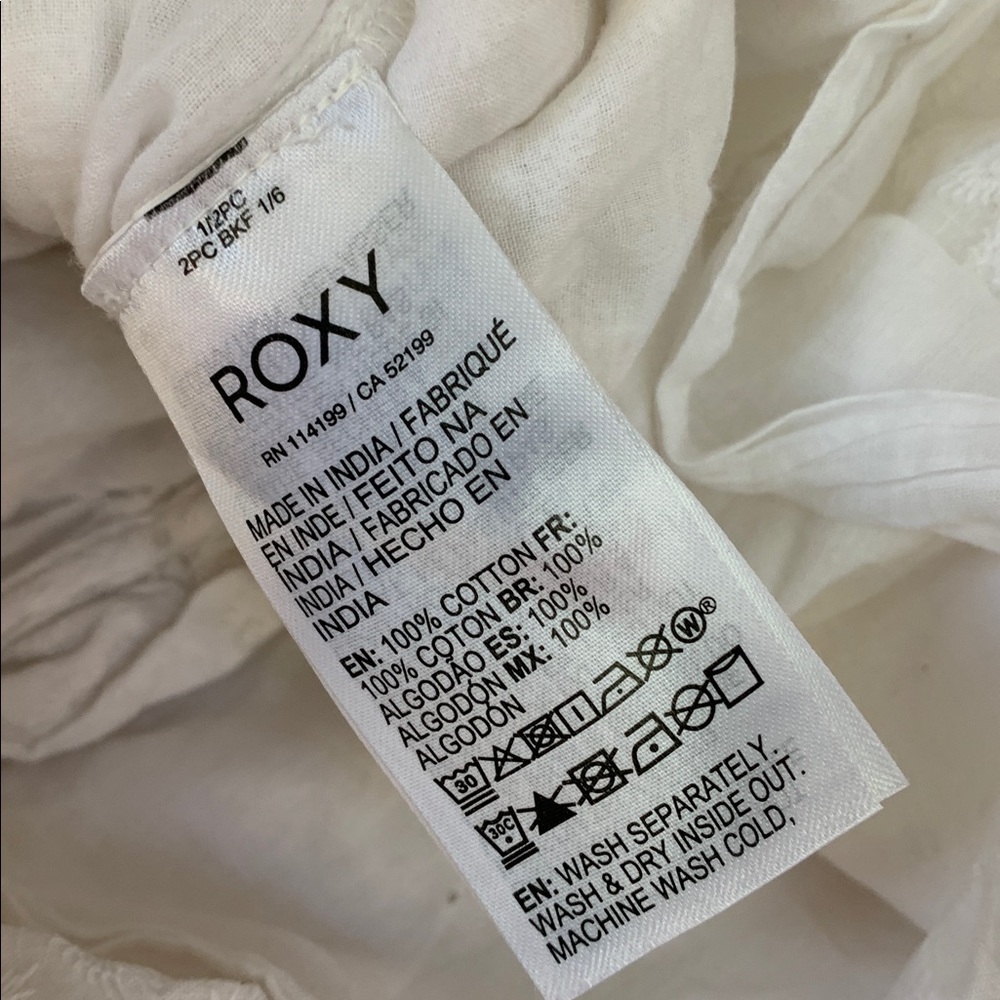 1/2PC
2PC BKF 1/6
ROXY
RN 114199 / CA 52199
MADE IN INDIA / FABRIQUÉ
EN INDE / FEITO NA
INDIA / FABRICADO EN
INDIA / HECHO EN
INDIA
EN: 100% COTTON FR:
100% COTON BR: 100%
ALGODÃO ES: 100%
ALGODÓN MX: 100%
ALGODÓN
30 W®
30C
EN: WASH SEPARATELY.
WASH & DRY INSIDE OUT.
MACHINE WASH COLD,